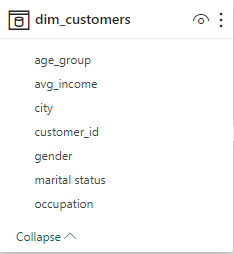 dim_customers
age_group
avg_income
city
customer_id
gender
marital status
occupation
Collapse